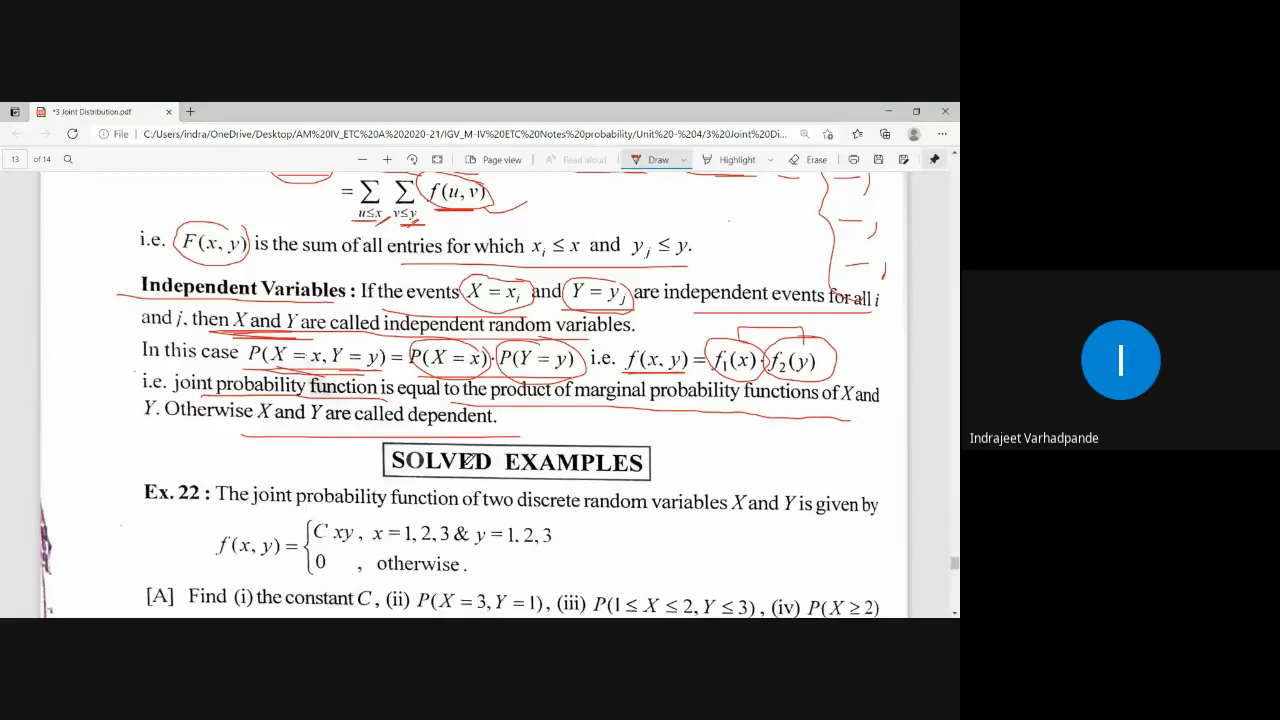 *3 Joint Distribution.pdf
File C:/Users/indra/OneDrive/Desktop/AM%20IV_ETC%20A%202020-21/IGV_M-IV%20ETC%20Notes%20probability/Unit%20-%204/3%20Joint%20Di...
13 of 14 Page view Read aloud Draw Highlight Erase
= ∑ ∑ f(u, v)
u≤x v≤y
i.e. F(x, y) is the sum of all entries for which xᵢ ≤ x and yⱼ ≤ y.
Independent Variables : If the events X = xᵢ and Y = yⱼ are independent events for all i
and j, then X and Y are called independent random variables.
In this case P(X = x, Y = y) = P(X = x) · P(Y = y) i.e. f(x, y) = f₁(x) · f₂(y)
i.e. joint probability function is equal to the product of marginal probability functions of X and
Y. Otherwise X and Y are called dependent.
SOLVED EXAMPLES
Ex. 22 : The joint probability function of two discrete random variables X and Y is given by
f(x, y) = { C xy , x = 1, 2, 3 & y = 1, 2, 3
0 , otherwise.
[A] Find (i) the constant C, (ii) P(X = 3, Y = 1), (iii) P(1 ≤ X ≤ 2, Y ≤ 3), (iv) P(X ≥ 2)
I
Indrajeet Varhadpande